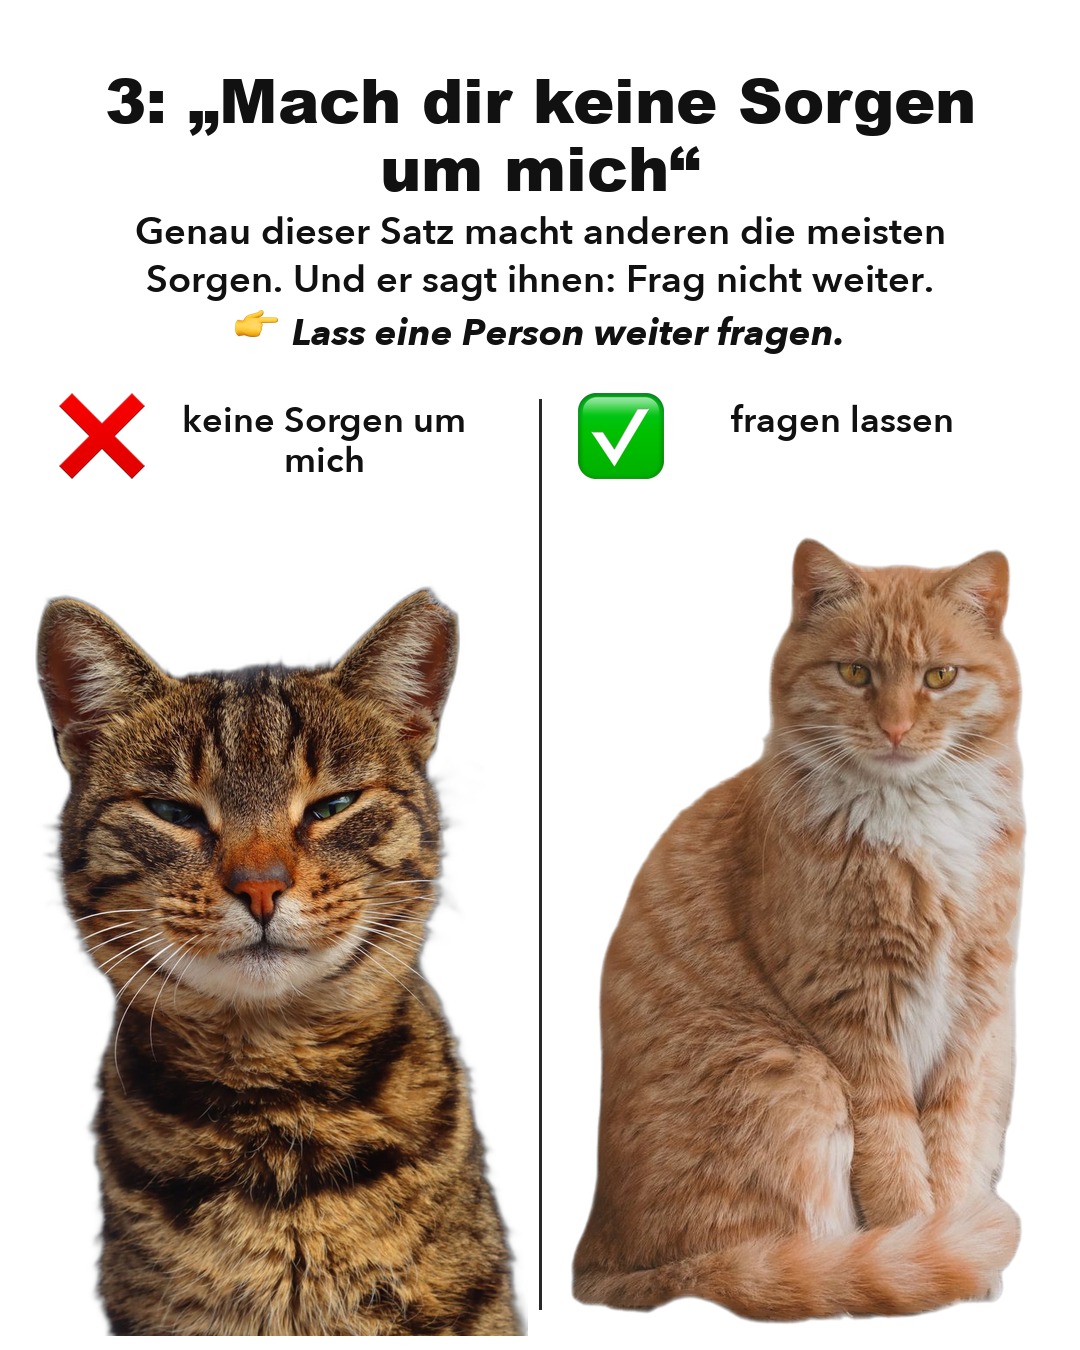 3: „Mach dir keine Sorgen
um mich“
Genau dieser Satz macht anderen die meisten
Sorgen. Und er sagt ihnen: Frag nicht weiter.
👉 Lass eine Person weiter fragen.
❌ keine Sorgen um
mich
✅ fragen lassen